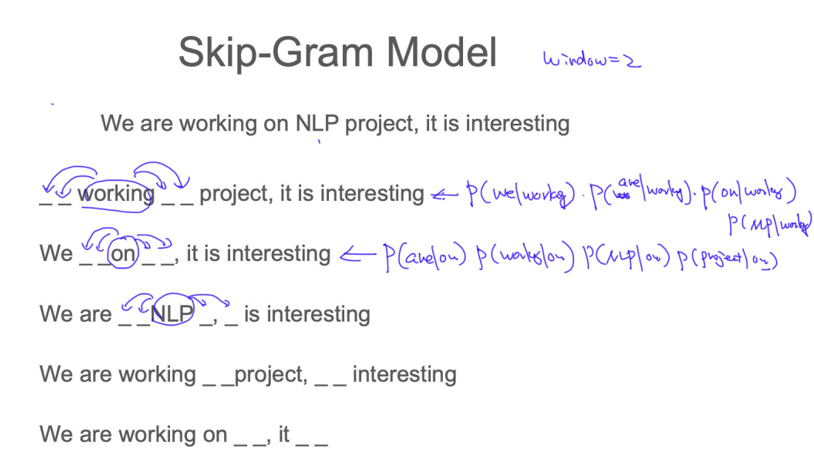 Skip-Gram Model window=2
We are working on NLP project, it is interesting
_ _ working _ _ project, it is interesting ← p(we|working) · p(are|working) · p(on|working)
p(NLP|working)
We _ _ on _ _, it is interesting ← p(are|on) p(working|on) p(NLP|on) p(project|on)
We are _ _ NLP _, _ is interesting
We are working _ _project, _ _ interesting
We are working on _ _, it _ _